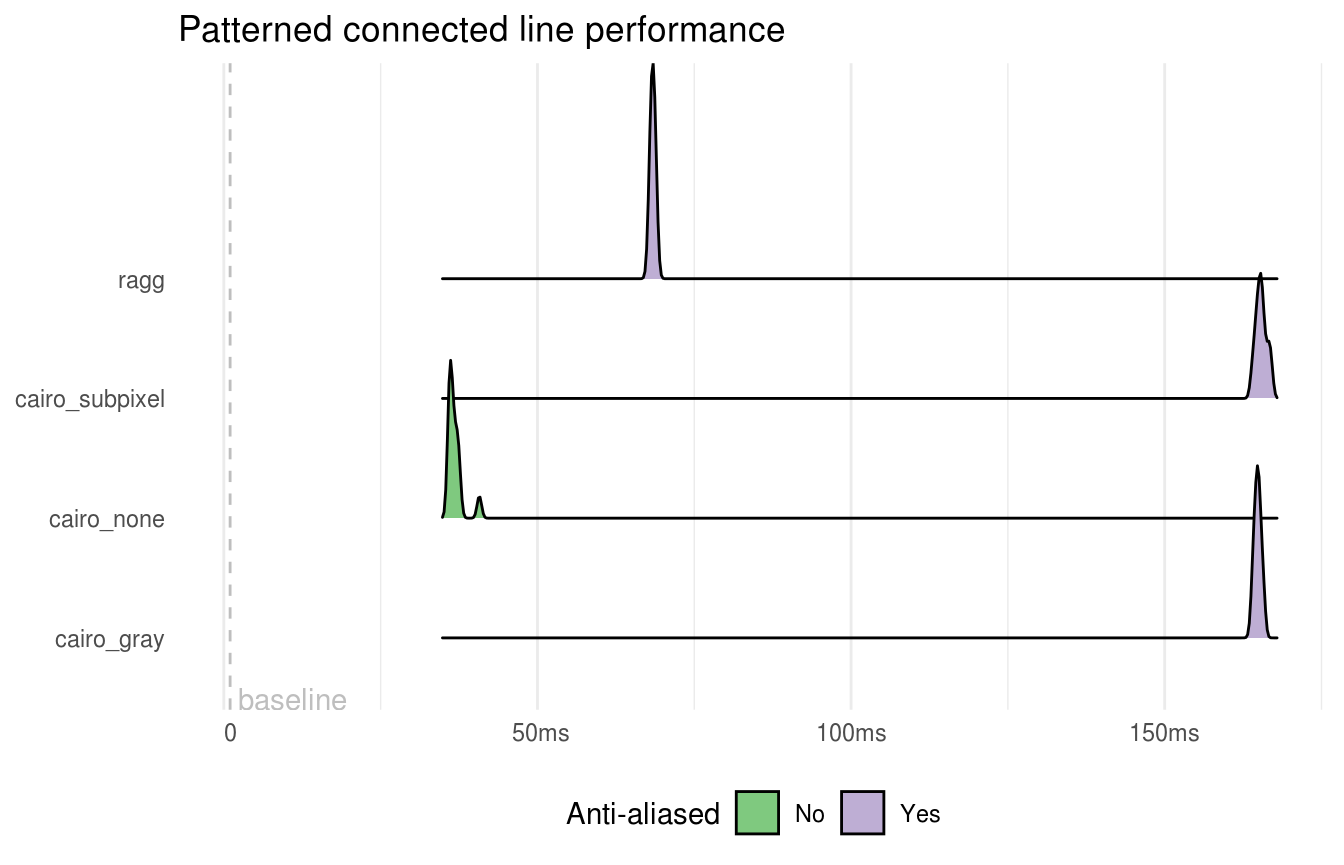 Patterned connected line performance
ragg
cairo_subpixel
cairo_none
cairo_gray
baseline
0 50ms 100ms 150ms
Anti-aliased No Yes